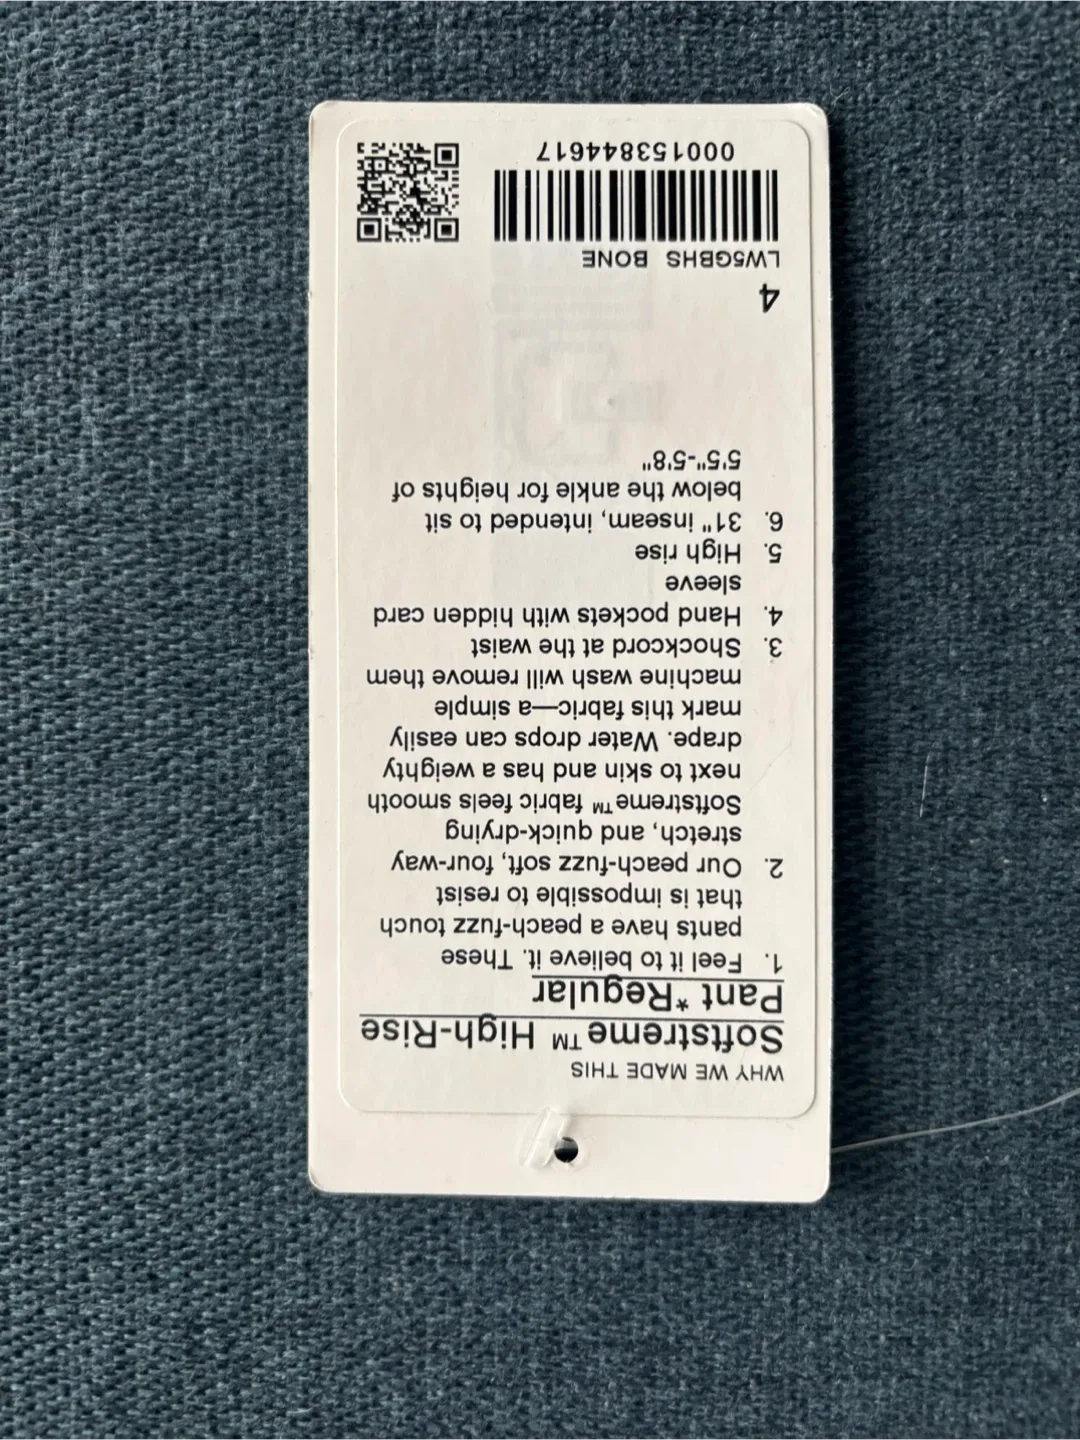 WHY WE MADE THIS
Softstreme™ High-Rise
Pant *Regular
1. Feel it to believe it. These
pants have a peach-fuzz touch
that is impossible to resist
2. Our peach-fuzz soft, four-way
stretch, and quick-drying
Softstreme™ fabric feels smooth
next to skin and has a weighty
drape. Water drops can easily
mark this fabric—a simple
machine wash will remove them
3. Shockcord at the waist
4. Hand pockets with hidden card
sleeve
5. High rise
6. 31" inseam, intended to sit
below the ankle for heights of
5'5"-5'8"
4
LW5GBHS BONE
000153844617